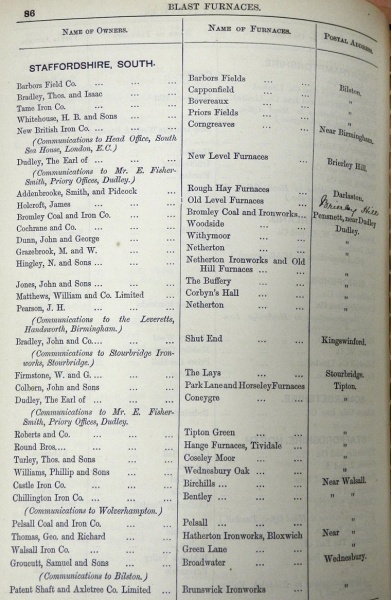 86 BLAST FURNACES.
NAME OF OWNERS. NAME OF FURNACES. POSTAL ADDRESS.
STAFFORDSHIRE, SOUTH.
Barbors Field Co. ... ... ... Barbors Fields ... ... Bilston.
Bradley, Thos. and Isaac ... ... Capponfield ... ... "
Tame Iron Co. ... ... ... Bovereaux ... ... "
Whitehouse, H. B. and Sons ... ... Priors Fields ... ... "
New British Iron Co. ... ... ... Corngreaves ... ... Near Birmingham.
(Communications to Head Office, South
Sea House, London, E.C.)
Dudley, The Earl of ... ... ... New Level Furnaces ... Brierley Hill.
(Communications to Mr. E. Fisher-
Smith, Priory Offices, Dudley.)
Addenbrooke, Smith, and Pidcock ... Rough Hay Furnaces ... Darlaston.
Holcroft, James ... ... ... Old Level Furnaces ... Brierley Hill
Bromley Coal and Iron Co. ... ... Bromley Coal and Ironworks... Pensnett, near Dudley
Cochrane and Co. ... ... ... Woodside ... ... Dudley.
Dunn, John and George ... ... Withymoor ... ... "
Grazebrook, M. and W. ... ... Netherton ... ... "
Hingley, N. and Sons ... ... ... Netherton Ironworks and Old
Hill Furnaces ... ... "
Jones, John and Sons ... ... ... The Buffery ... ... "
Matthews, William and Co. Limited ... Corbyn's Hall ... ... "
Pearson, J. H. ... ... ... Netherton ... ... "
(Communications to the Leveretts,
Handsworth, Birmingham.)
Bradley, John and Co.... ... ... Shut End ... ... Kingswinford.
(Communications to Stourbridge Iron-
works, Stourbridge.)
Firmstone, W. and G. ... ... ... The Lays ... ... Stourbridge.
Colbern, John and Sons ... ... Park Lane and Horseley Furnaces Tipton.
Dudley, The Earl of ... ... ... Coneygre ... ... "
(Communications to Mr. E. Fisher-
Smith, Priory Offices, Dudley.
Roberts and Co. ... ... ... Tipton Green ... ... "
Round Bros.... ... ... ... Hange Furnaces, Tividale ... "
Turley, Thos. and Sons ... ... Coseley Moor ... ... "
Williams, Phillip and Sons ... ... Wednesbury Oak ... ... "
Castle Iron Co. ... ... ... Birchills ... ... ... Near Walsall.
Chillington Iron Co. ... ... ... Bentley ... ... ... " "
(Communications to Wolverhampton.)
Pelsall Coal and Iron Co. ... ... Pelsall ... ... ... "
Thomas, Geo. and Richard ... ... Hatherton Ironworks, Bloxwich Near "
Walsall Iron Co. ... ... ... Green Lane ... ... "
Groucutt, Samuel and Sons ... ... Broadwater ... ... Wednesbury.
(Communications to Bilston.)
Patent Shaft and Axletree Co. Limited ... Brunswick Ironworks ... "